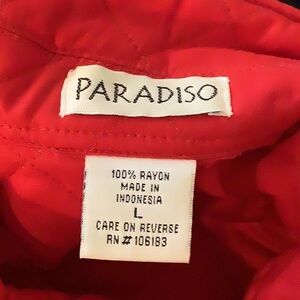 PARADISO
100% RAYON
MADE IN
INDONESIA
L
CARE ON REVERSE
RN #106183